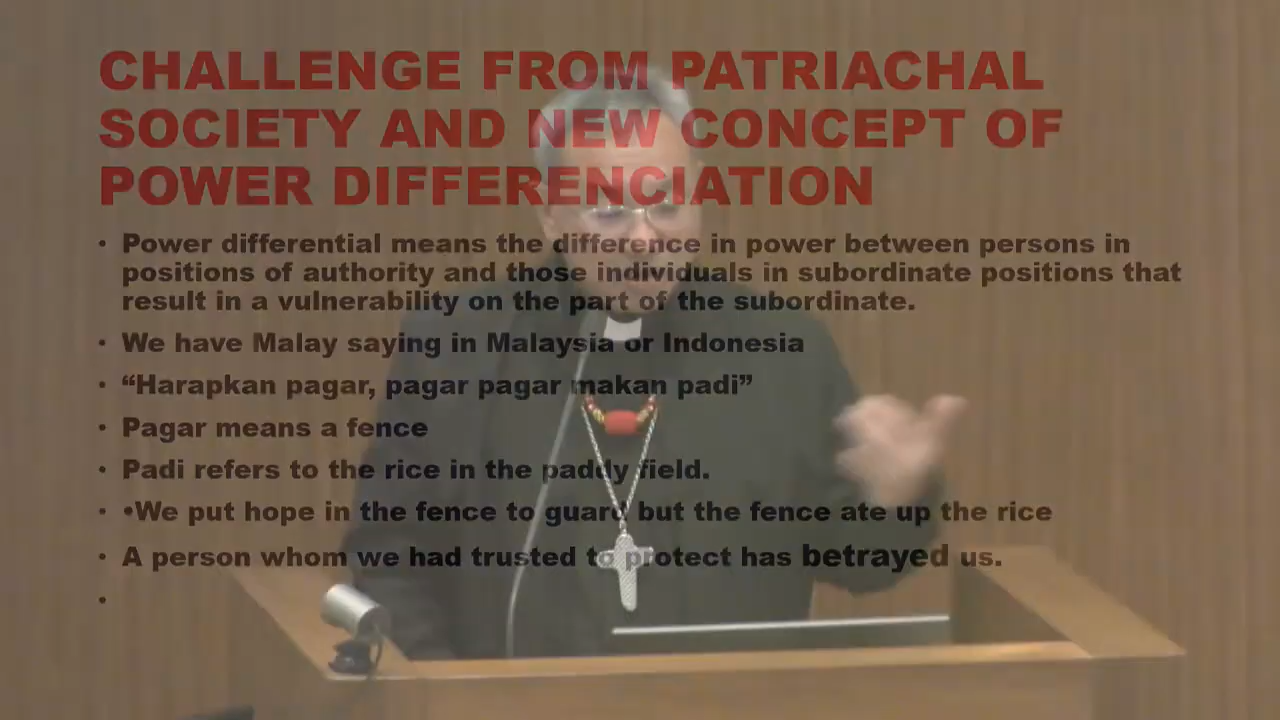 CHALLENGE FROM PATRIACHAL
SOCIETY AND NEW CONCEPT OF
POWER DIFFERENCIATION
• Power differential means the difference in power between persons in
positions of authority and those individuals in subordinate positions that
result in a vulnerability on the part of the subordinate.
• We have Malay saying in Malaysia or Indonesia
• “Harapkan pagar, pagar pagar makan padi”
• Pagar means a fence
• Padi refers to the rice in the paddy field.
• •We put hope in the fence to guard but the fence ate up the rice
• A person whom we had trusted to protect has betrayed us.
•